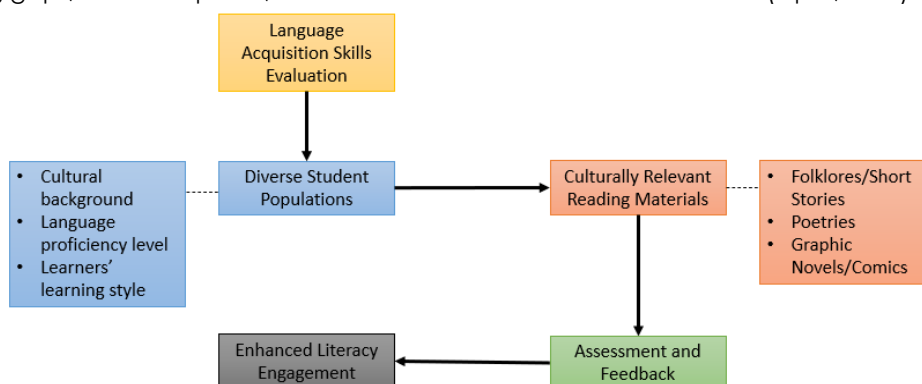 Language
Acquisition Skills
Evaluation
• Cultural
background
• Language
proficiency level
• Learners'
learning style
Diverse Student
Populations
Culturally Relevant
Reading Materials
• Folklores/Short
Stories
• Poetries
• Graphic
Novels/Comics
Enhanced Literacy
Engagement
Assessment and
Feedback